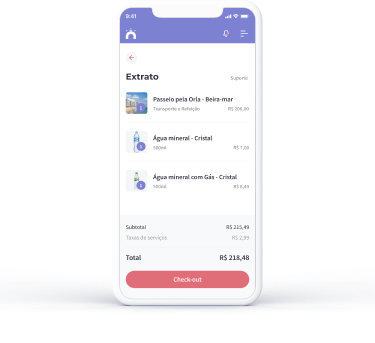 9:41
Extrato
Suporte
Passeio pela Orla - Beira-mar
Transporte e Refeição R$ 200,00
Água mineral - Cristal
500ml R$ 7,00
Água mineral com Gás - Cristal
500ml R$ 8,49
Subtotal R$ 215,49
Taxas de serviços R$ 2,99
Total R$ 218,48
Check-out